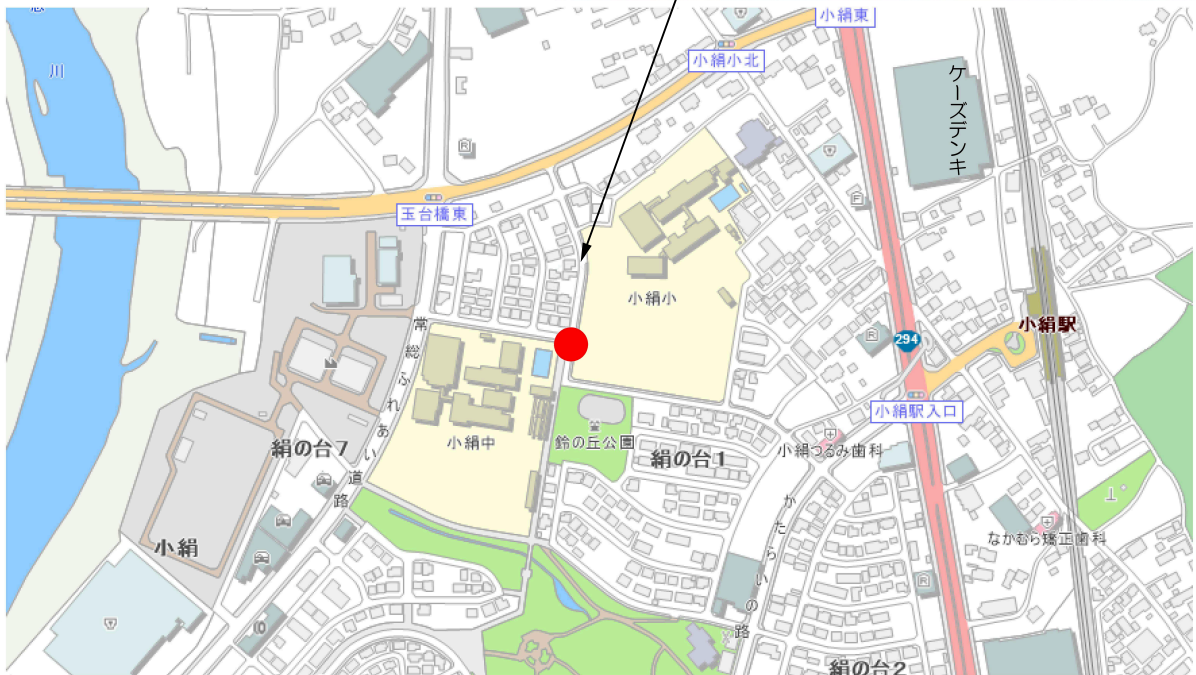 小絹東
小絹小北
川
ケーズデンキ
玉台橋東
小絹小
小絹駅
294
常総ふれあい道路
小絹駅入口
小絹中
鈴の丘公園
絹の台7
絹の台1
小絹つるみ歯科
かたらいの路
小絹
なかむら矯正歯科
絹の台2
R
F
R
R